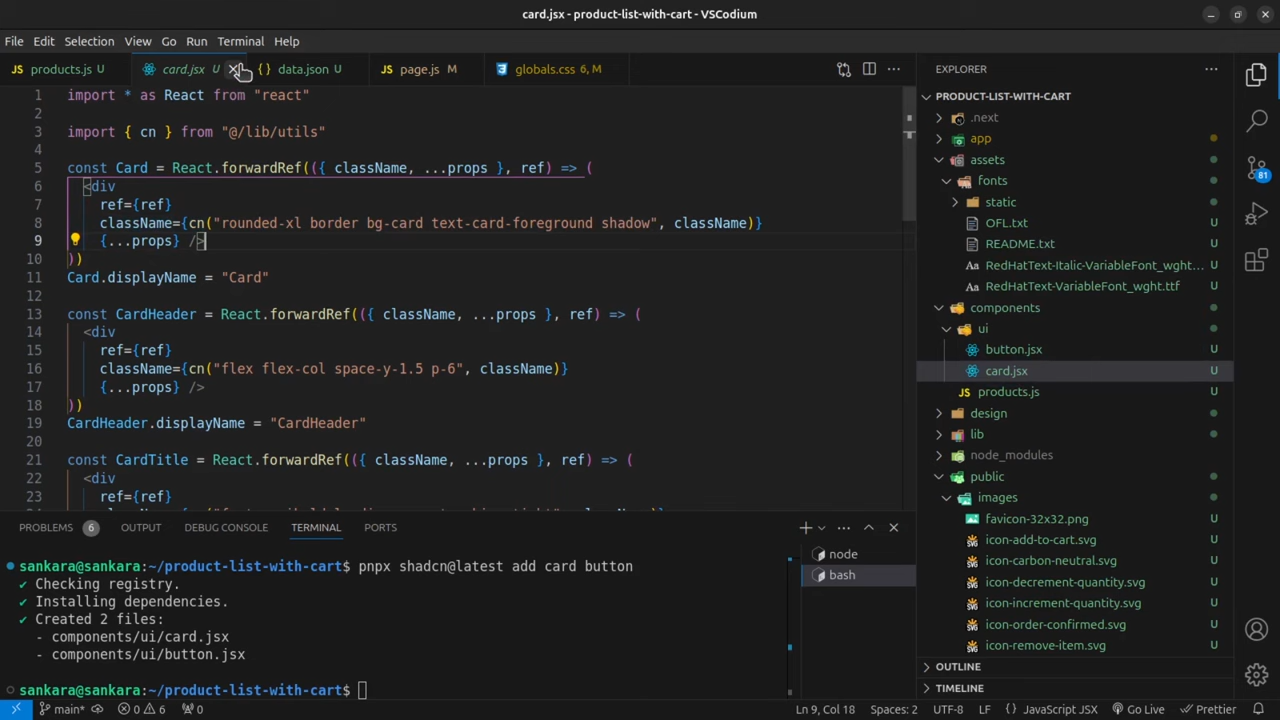 card.jsx - product-list-with-cart - VSCodium
File Edit Selection View Go Run Terminal Help
JS products.js U card.jsx U {} data.json U JS page.js M globals.css 6, M
1 import * as React from "react"
2
3 import { cn } from "@/lib/utils"
4
5 const Card = React.forwardRef(({ className, ...props }, ref) => (
6 <div
7 ref={ref}
8 className={cn("rounded-xl border bg-card text-card-foreground shadow", className)}
9 {...props} />
10 ))
11 Card.displayName = "Card"
12
13 const CardHeader = React.forwardRef(({ className, ...props }, ref) => (
14 <div
15 ref={ref}
16 className={cn("flex flex-col space-y-1.5 p-6", className)}
17 {...props} />
18 ))
19 CardHeader.displayName = "CardHeader"
20
21 const CardTitle = React.forwardRef(({ className, ...props }, ref) => (
22 <div
23 ref={ref}
PROBLEMS 6 OUTPUT DEBUG CONSOLE TERMINAL PORTS
sankara@sankara:~/product-list-with-cart$ pnpx shadcn@latest add card button
✔ Checking registry.
✔ Installing dependencies.
✔ Created 2 files:
- components/ui/card.jsx
- components/ui/button.jsx
sankara@sankara:~/product-list-with-cart$
node
bash
EXPLORER
PRODUCT-LIST-WITH-CART
.next
app
assets
fonts
static
OFL.txt U
README.txt U
Aa RedHatText-Italic-VariableFont_wght... U
Aa RedHatText-VariableFont_wght.ttf U
components
ui
button.jsx U
card.jsx U
JS products.js U
design
lib
node_modules
public
images
favicon-32x32.png U
SVG icon-add-to-cart.svg U
SVG icon-carbon-neutral.svg U
SVG icon-decrement-quantity.svg U
SVG icon-increment-quantity.svg U
SVG icon-order-confirmed.svg U
SVG icon-remove-item.svg U
OUTLINE
TIMELINE
81
main* 0 6 0 Ln 9, Col 18 Spaces: 2 UTF-8 LF {} JavaScript JSX Go Live Prettier